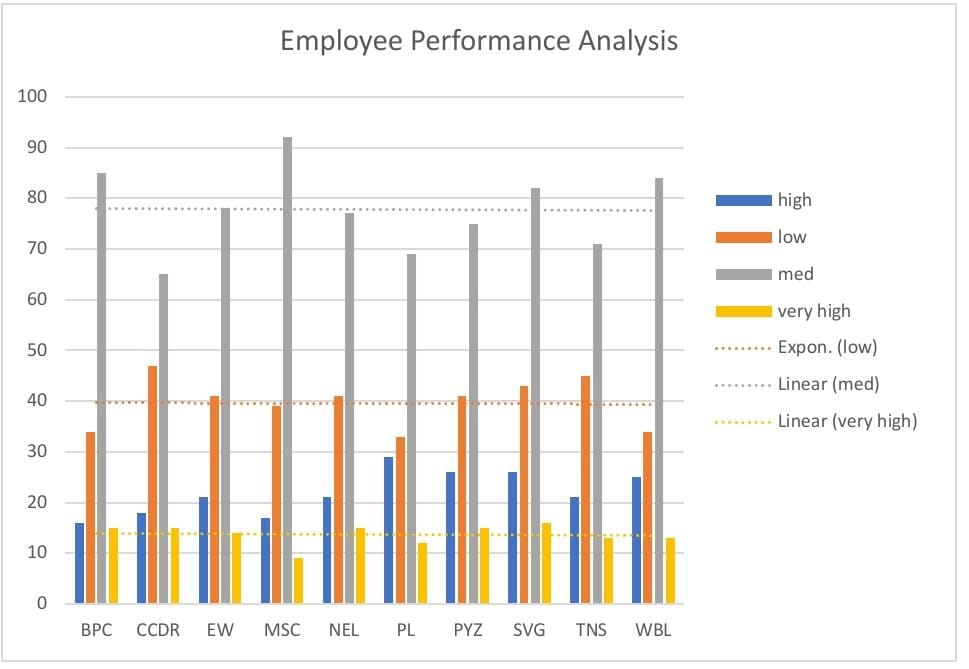 Employee Performance Analysis
100
90
80
70
60
50
40
30
20
10
0
BPC CCDR EW MSC NEL PL PYZ SVG TNS WBL
high
low
med
very high
Expon. (low)
Linear (med)
Linear (very high)